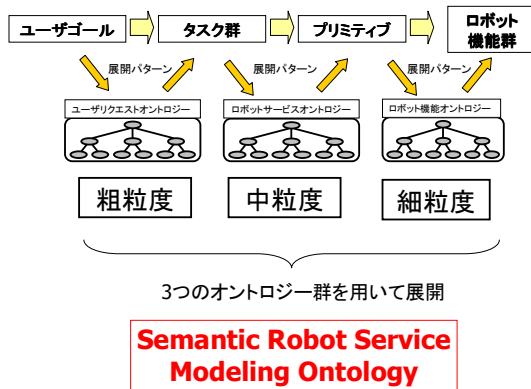 ユーザゴール
タスク群
プリミティブ
ロボット
機能群
展開パターン
展開パターン
展開パターン
ユーザリクエストオントロジー
ロボットサービスオントロジー
ロボット機能オントロジー
粗粒度
中粒度
細粒度
3つのオントロジー群を用いて展開
Semantic Robot Service
Modeling Ontology